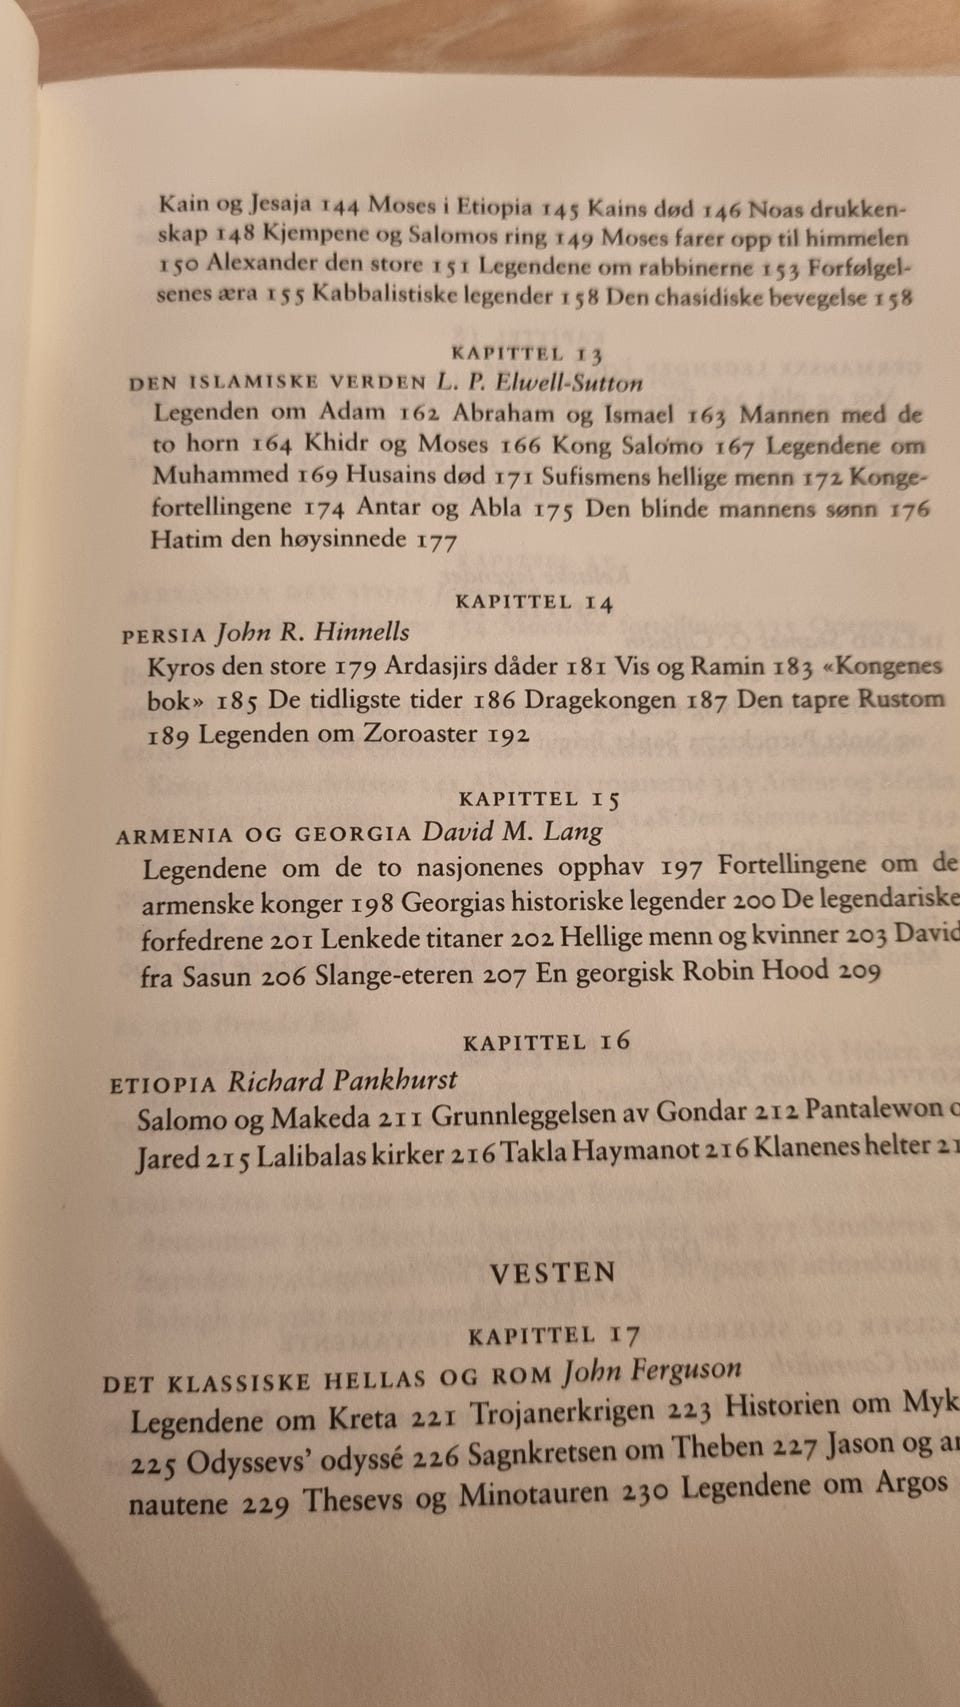 Kain og Jesaja 144 Moses i Etiopia 145 Kains død 146 Noas drukken-
skap 148 Kjempene og Salomos ring 149 Moses farer opp til himmelen
150 Alexander den store 151 Legendene om rabbinerne 153 Forfølgel-
senes æra 155 Kabbalistiske legender 158 Den chasidiske bevegelse 158
KAPITTEL 13
DEN ISLAMISKE VERDEN L. P. Elwell-Sutton
Legenden om Adam 162 Abraham og Ismael 163 Mannen med de
to horn 164 Khidr og Moses 166 Kong Salomo 167 Legendene om
Muhammed 169 Husains død 171 Sufismens hellige menn 172 Konge-
fortellingene 174 Antar og Abla 175 Den blinde mannens sønn 176
Hatim den høysinnede 177
KAPITTEL 14
PERSIA John R. Hinnells
Kyros den store 179 Ardasjirs dåder 181 Vis og Ramin 183 «Kongenes
bok» 185 De tidligste tider 186 Dragekongen 187 Den tapre Rustom
189 Legenden om Zoroaster 192
KAPITTEL 15
ARMENIA OG GEORGIA David M. Lang
Legendene om de to nasjonenes opphav 197 Fortellingene om de
armenske konger 198 Georgias historiske legender 200 De legendariske
forfedrene 201 Lenkede titaner 202 Hellige menn og kvinner 203 David
fra Sasun 206 Slange-eteren 207 En georgisk Robin Hood 209
KAPITTEL 16
ETIOPIA Richard Pankhurst
Salomo og Makeda 211 Grunnleggelsen av Gondar 212 Pantalewon o
Jared 215 Lalibalas kirker 216 Takla Haymanot 216 Klanenes helter 21
VESTEN
KAPITTEL 17
DET KLASSISKE HELLAS OG ROM John Ferguson
Legendene om Kreta 221 Trojanerkrigen 223 Historien om Myk
225 Odyssevs' odyssé 226 Sagnkretsen om Theben 227 Jason og ar
nautene 229 Thesevs og Minotauren 230 Legendene om Argos